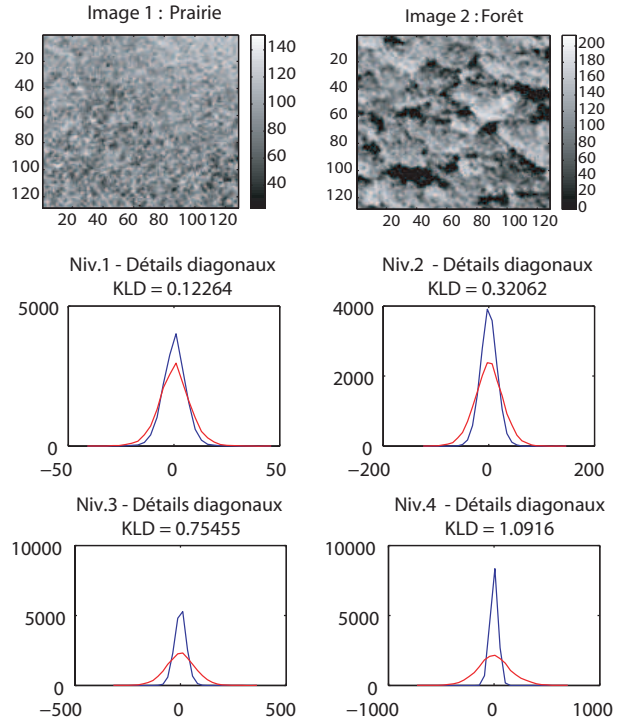 Image 1 : Prairie
Image 2 : Forêt
20
40
60
80
100
120
20 40 60 80 100 120
140
120
100
80
60
40
20
40
60
80
100
120
20 40 60 80 100 120
200
180
160
140
120
100
80
60
40
20
0
Niv.1 - Détails diagonaux
KLD = 0.12264
5000
0
−50 0 50
Niv.2 - Détails diagonaux
KLD = 0.32062
4000
2000
0
−200 0 200
Niv.3 - Détails diagonaux
KLD = 0.75455
10000
5000
0
−500 0 500
Niv.4 - Détails diagonaux
KLD = 1.0916
10000
5000
0
−1000 0 1000